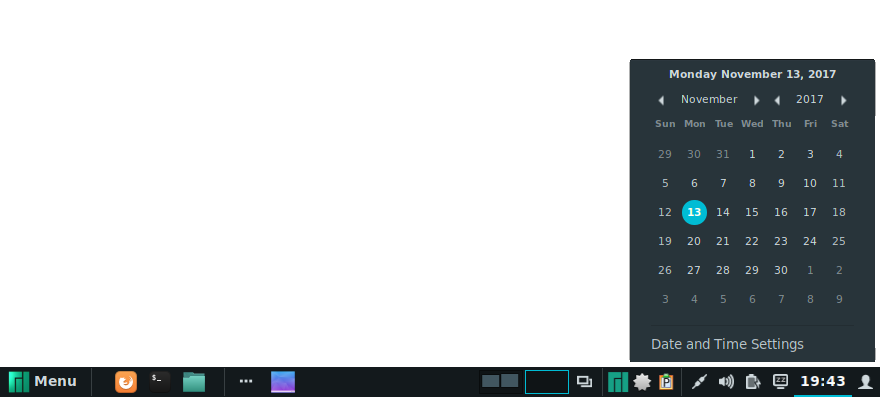 Monday November 13, 2017
November 2017
Sun Mon Tue Wed Thu Fri Sat
29 30 31 1 2 3 4
5 6 7 8 9 10 11
12 13 14 15 16 17 18
19 20 21 22 23 24 25
26 27 28 29 30 1 2
3 4 5 6 7 8 9
Date and Time Settings
Menu $_ ... P zz 19:43